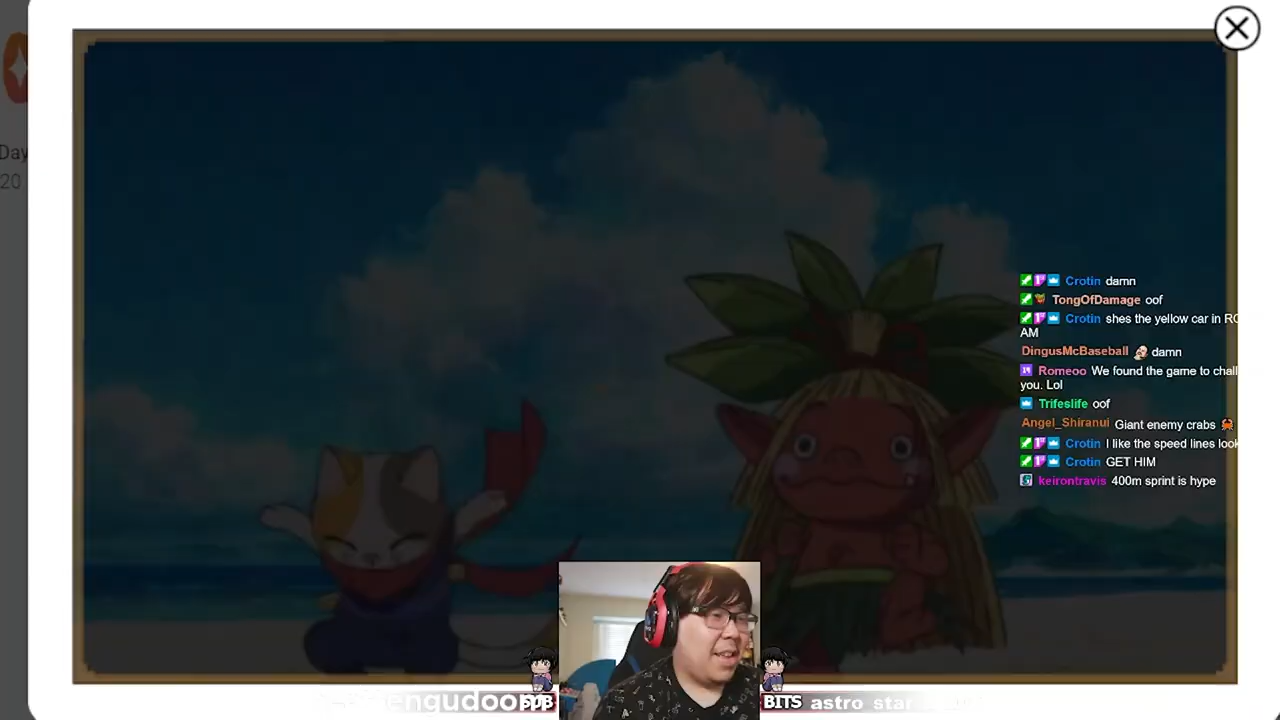 Day
20
Crotin damn
TongOfDamage oof
Crotin shes the yellow car in RO
AM
DingusMcBaseball damn
Romeoo We found the game to chall
you. Lol
Trifeslife oof
Angel_Shiranui Giant enemy crabs
Crotin I like the speed lines look
Crotin GET HIM
keirontravis 400m sprint is hype
SUB
BITS astro star